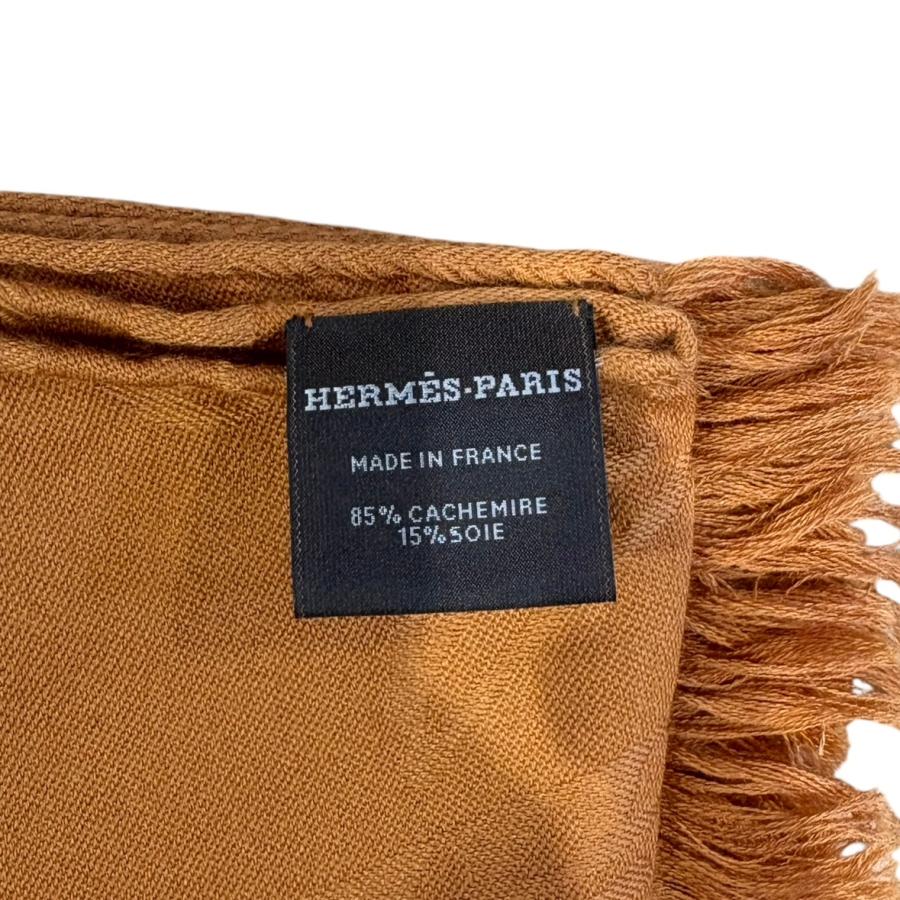 HERMÈS-PARIS
MADE IN FRANCE
85% CACHEMIRE
15% SOIE